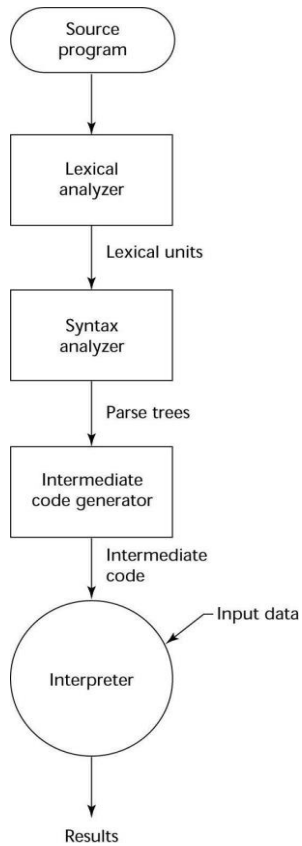 Source
program
Lexical
analyzer
Lexical units
Syntax
analyzer
Parse trees
Intermediate
code generator
Intermediate
code
Input data
Interpreter
Results